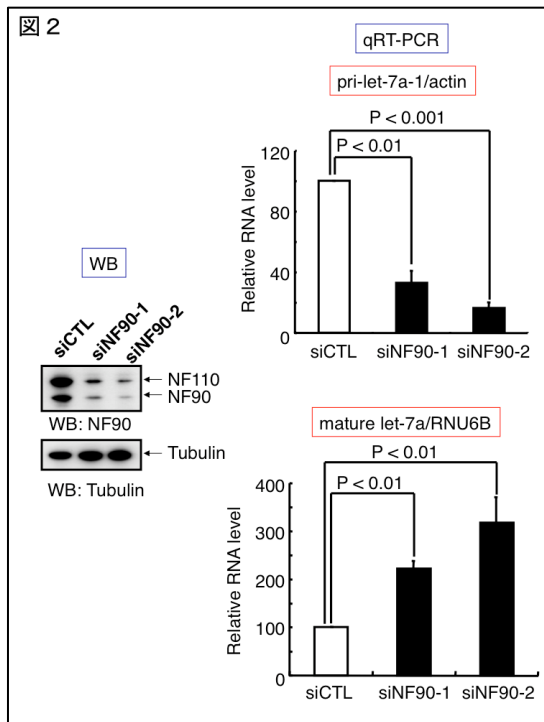 図 2
WB
siCTL
siNF90-1
siNF90-2
NF110
NF90
WB: NF90
Tubulin
WB: Tubulin
qRT-PCR
pri-let-7a-1/actin
P < 0.001
P < 0.01
Relative RNA level
120
80
40
20
0
siCTL siNF90-1 siNF90-2
mature let-7a/RNU6B
P < 0.01
P < 0.01
Relative RNA level
400
300
200
100
0
siCTL siNF90-1 siNF90-2